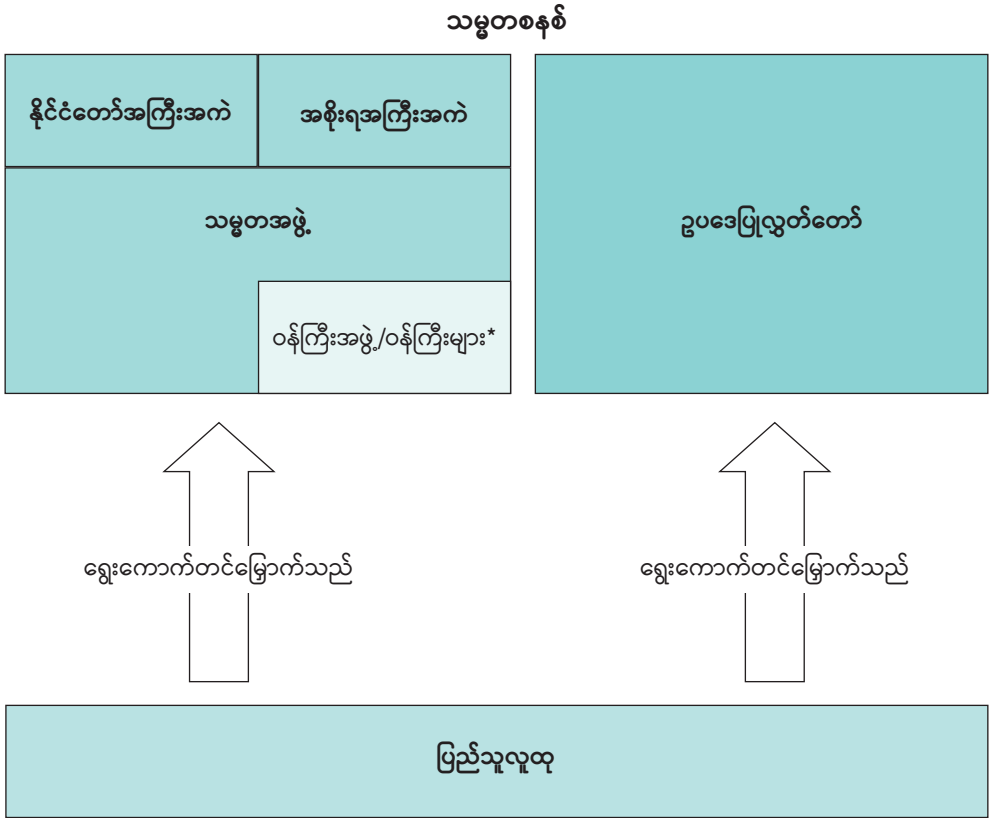 သမ္မတစနစ်
နိုင်ငံတော်အကြီးအကဲ
အစိုးရအကြီးအကဲ
သမ္မတအဖွဲ့
ဝန်ကြီးအဖွဲ့/ဝန်ကြီးများ*
ဥပဒေပြုလွှတ်တော်
ရွေးကောက်တင်မြှောက်သည်
ရွေးကောက်တင်မြှောက်သည်
ပြည်သူလူထု